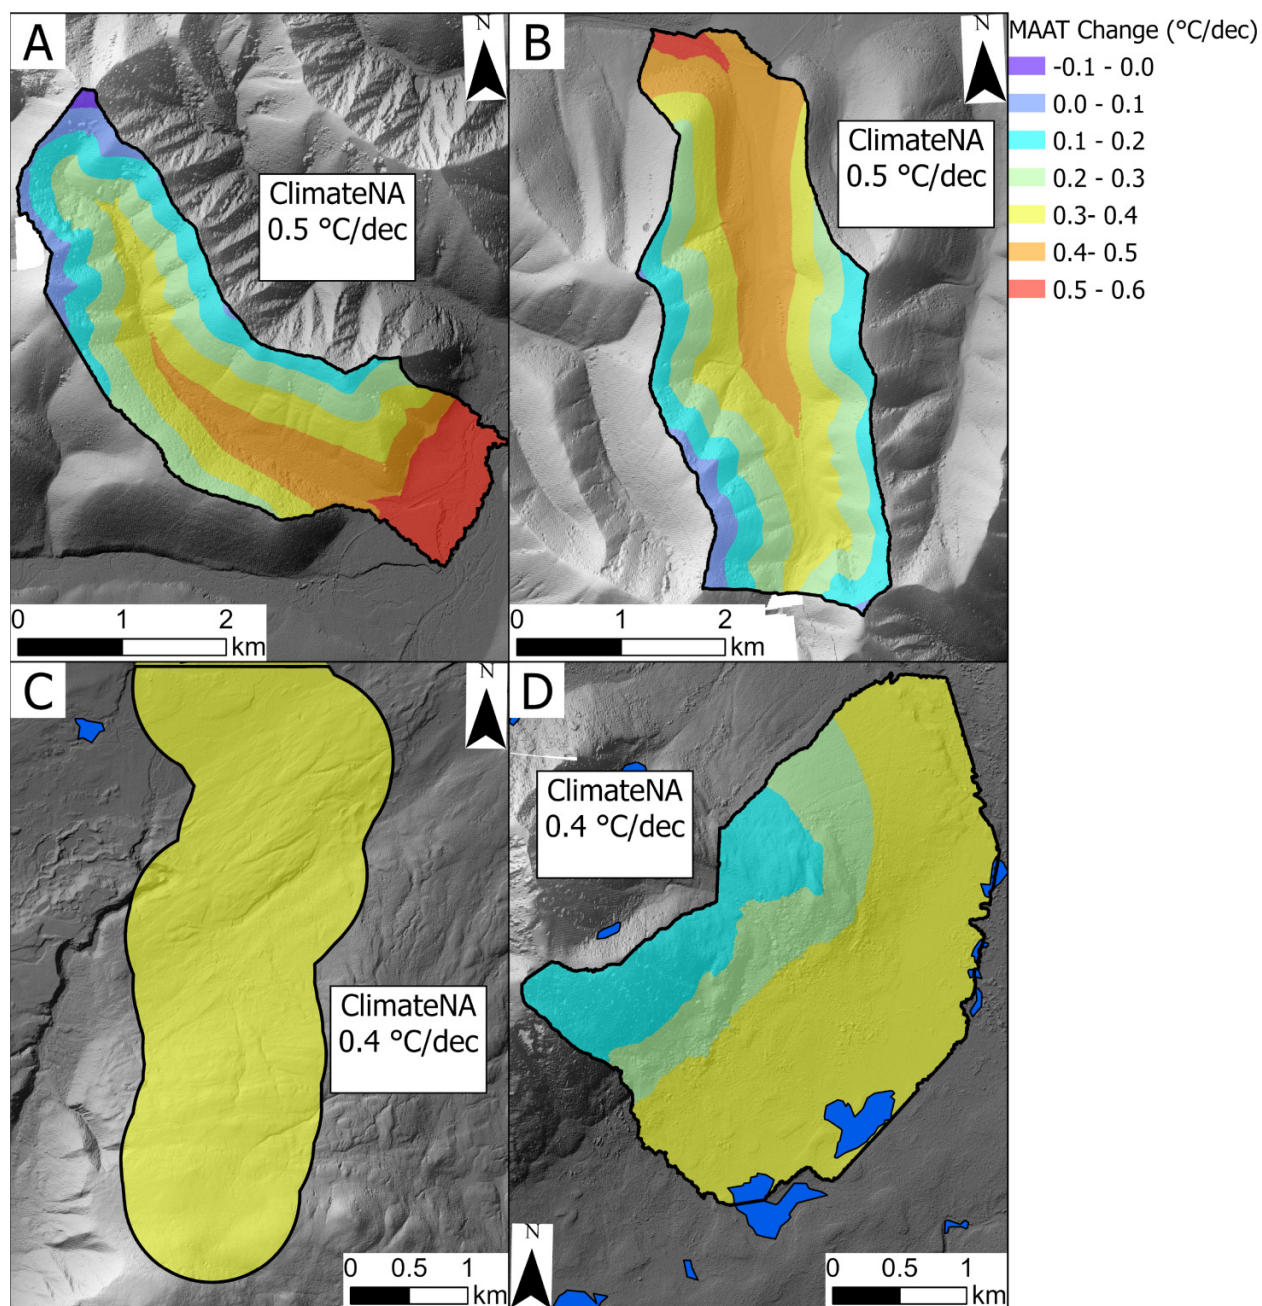 A
N
ClimateNA
0.5 °C/dec
0
1
2
km
B
N
ClimateNA
0.5 °C/dec
0
1
2
km
MAAT Change (°C/dec)
-0.1 - 0.0
0.0 - 0.1
0.1 - 0.2
0.2 - 0.3
0.3- 0.4
0.4- 0.5
0.5 - 0.6
C
N
ClimateNA
0.4 °C/dec
0
0.5
1
km
D
ClimateNA
0.4 °C/dec
N
0
0.5
1
km